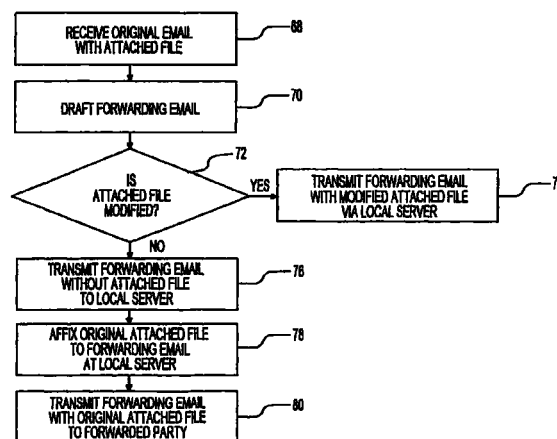 RECEIVE ORIGINAL EMAIL
WITH ATTACHED FILE
68
DRAFT FORWARDING EMAIL
70
72
IS
ATTACHED FILE
MODIFIED?
YES
TRANSMIT FORWARDING EMAIL
WITH MODIFIED ATTACHED FILE
VIA LOCAL SERVER
7
NO
TRANSMIT FORWARDING EMAIL
WITHOUT ATTACHED FILE
TO LOCAL SERVER
76
AFFIX ORIGINAL ATTACHED FILE
TO FORWARDING EMAIL
AT LOCAL SERVER
78
TRANSMIT FORWARDING EMAIL
WITH ORIGINAL ATTACHED FILE
TO FORWARDED PARTY
80